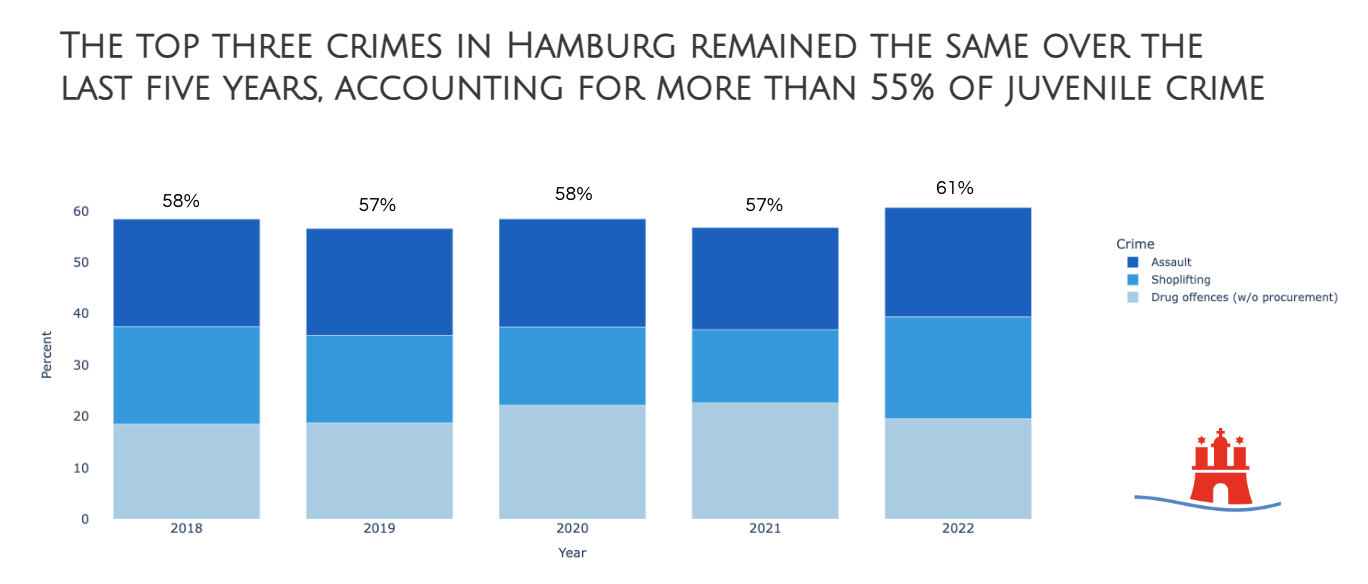 The top three crimes in Hamburg remained the same over the
last five years, accounting for more than 55% of juvenile crime
58%
57%
58%
57%
61%
60
50
40
30
20
10
0
Percent
2018
2019
2020
2021
2022
Year
Crime
Assault
Shoplifting
Drug offences (w/o procurement)